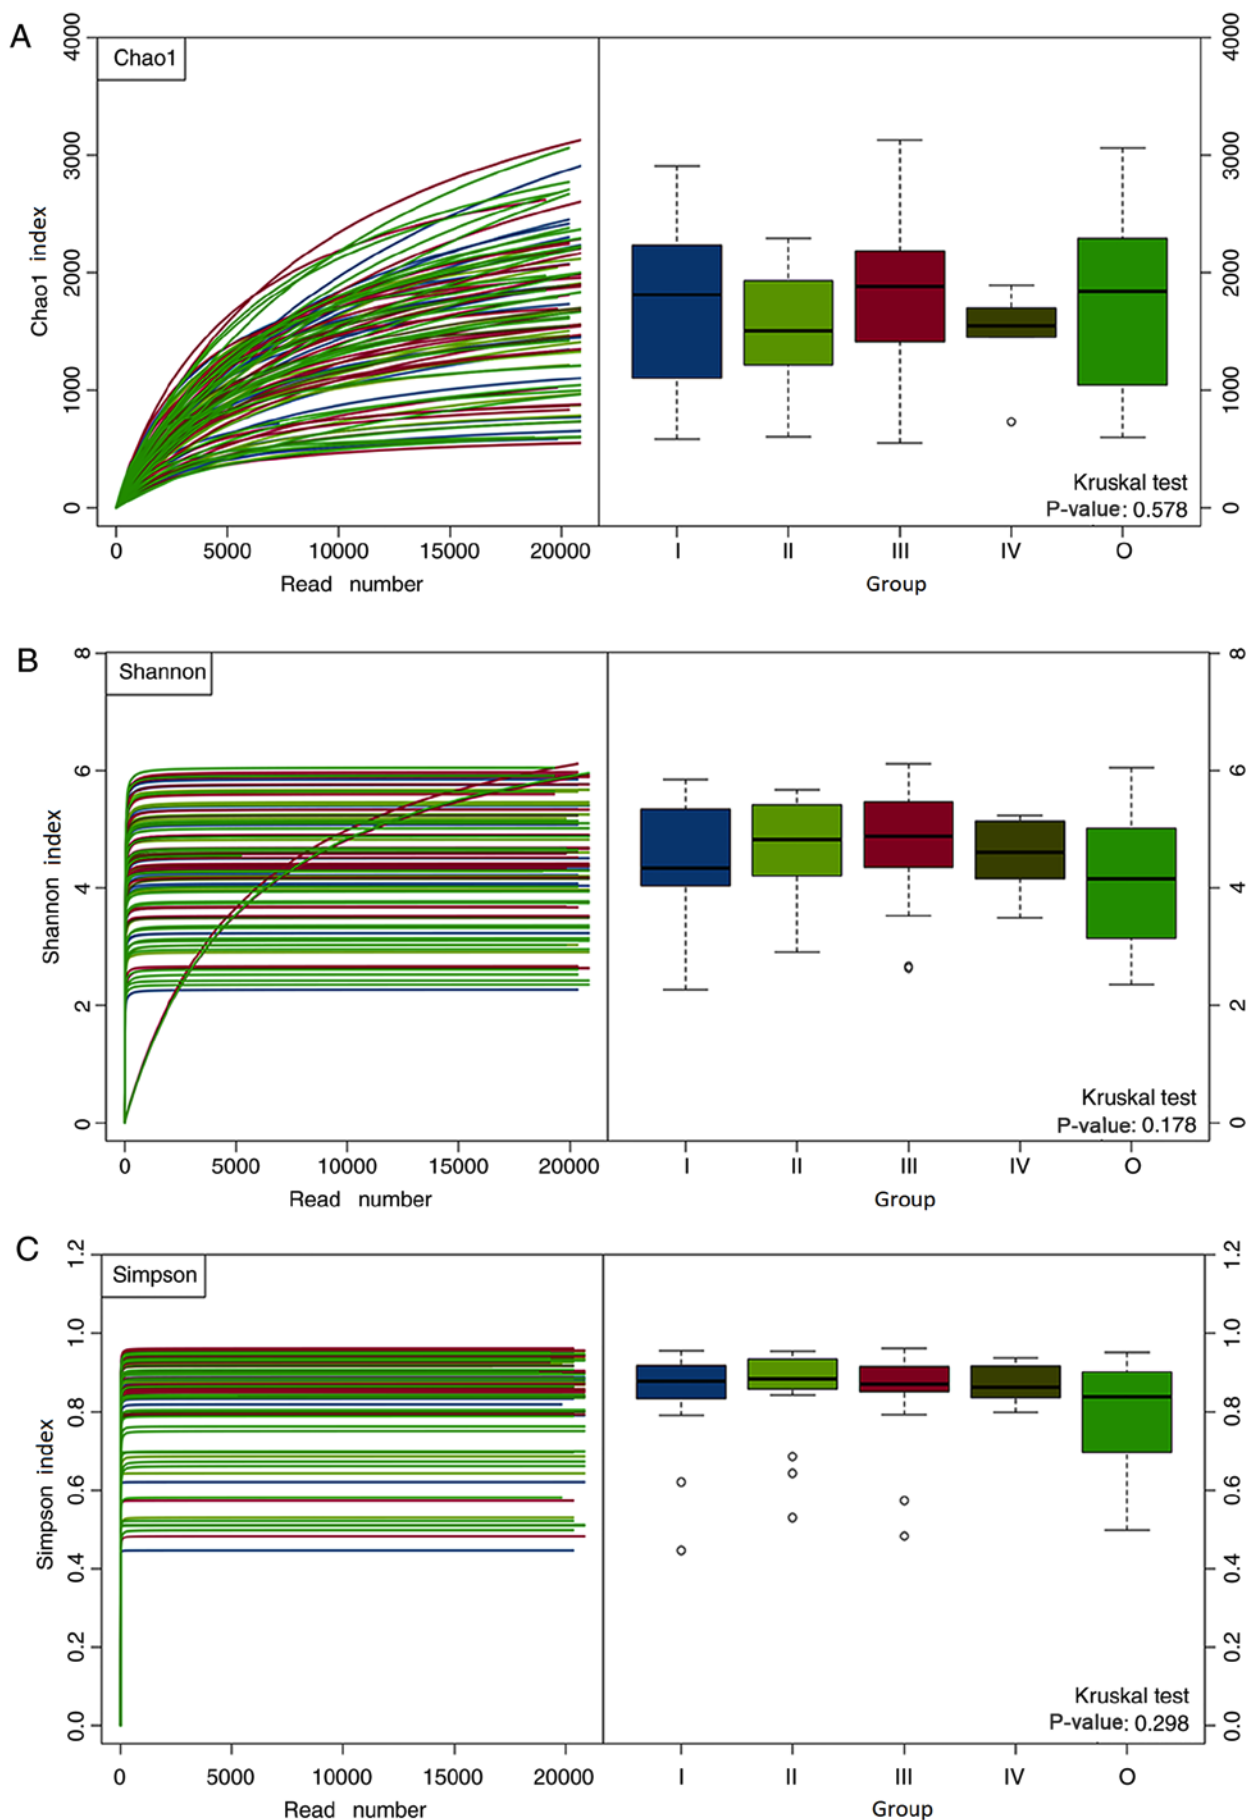 A
Chao1
Chao1 index
0
1000
2000
3000
4000
0
5000
10000
15000
20000
Read number
0
1000
2000
3000
4000
Kruskal test
P-value: 0.578
I
II
III
IV
O
Group
B
Shannon
Shannon index
0
2
4
6
8
0
5000
10000
15000
20000
Read number
0
2
4
6
8
Kruskal test
P-value: 0.178
I
II
III
IV
O
Group
C
Simpson
Simpson index
0.0
0.2
0.4
0.6
0.8
1.0
1.2
0
5000
10000
15000
20000
Read number
0.0
0.2
0.4
0.6
0.8
1.0
1.2
Kruskal test
P-value: 0.298
I
II
III
IV
O
Group